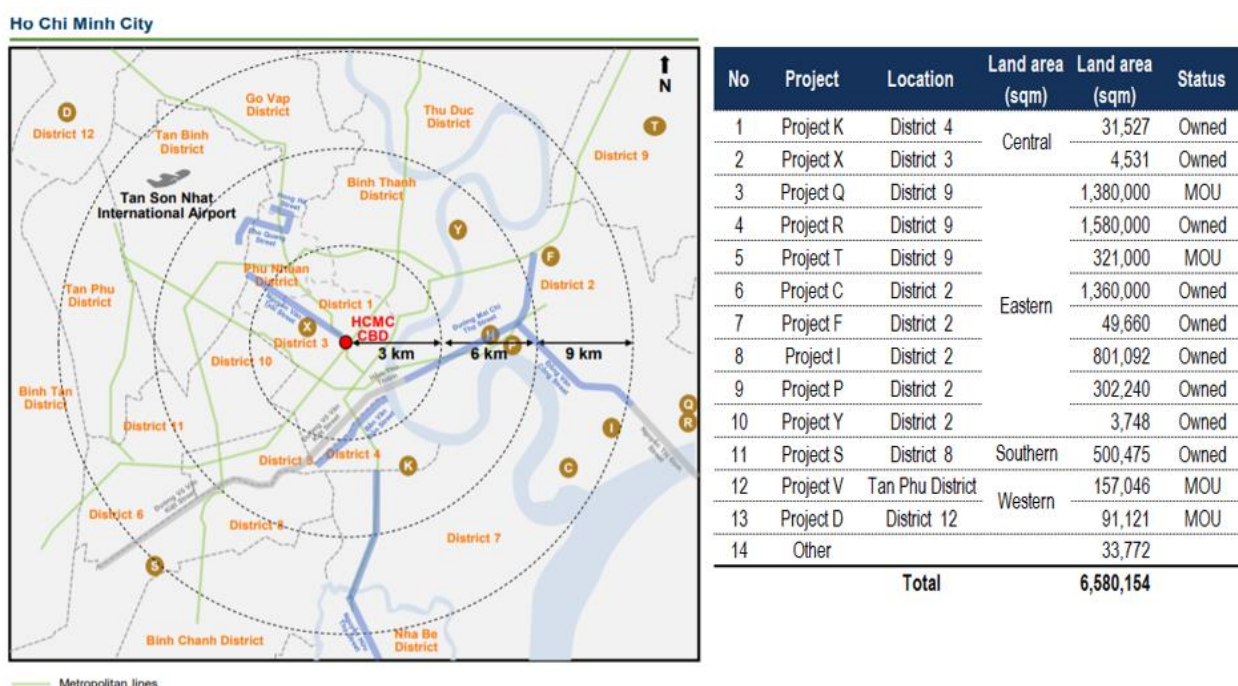 Ho Chi Minh City
N
D
District 12
Go Vap
District
Thu Duc
District
T
District 9
Tan Binh
District
Tan Son Nhat
International Airport
Binh Thanh
District
Street
Street
Y
F
District 2
Phu Nhuan
District
Tan Phu
District
District 1
X
District 3
HCMC
CBD
3 km
6 km
9 km
Duong Mai Chi
Tho Street
P
District 10
Binh Tan
District
District 11
Q
R
I
C
District 4
K
District 6
District 7
S
Binh Chanh District
Nha Be
District
Metropolitan lines
No Project Location Land area (sqm) Land area (sqm) Status
1 Project K District 4 Central 31,527 Owned
2 Project X District 3 4,531 Owned
3 Project Q District 9 Eastern 1,380,000 MOU
4 Project R District 9 1,580,000 Owned
5 Project T District 9 321,000 MOU
6 Project C District 2 1,360,000 Owned
7 Project F District 2 49,660 Owned
8 Project I District 2 801,092 Owned
9 Project P District 2 302,240 Owned
10 Project Y District 2 3,748 Owned
11 Project S District 8 Southern 500,475 Owned
12 Project V Tan Phu District Western 157,046 MOU
13 Project D District 12 91,121 MOU
14 Other 33,772
Total 6,580,154